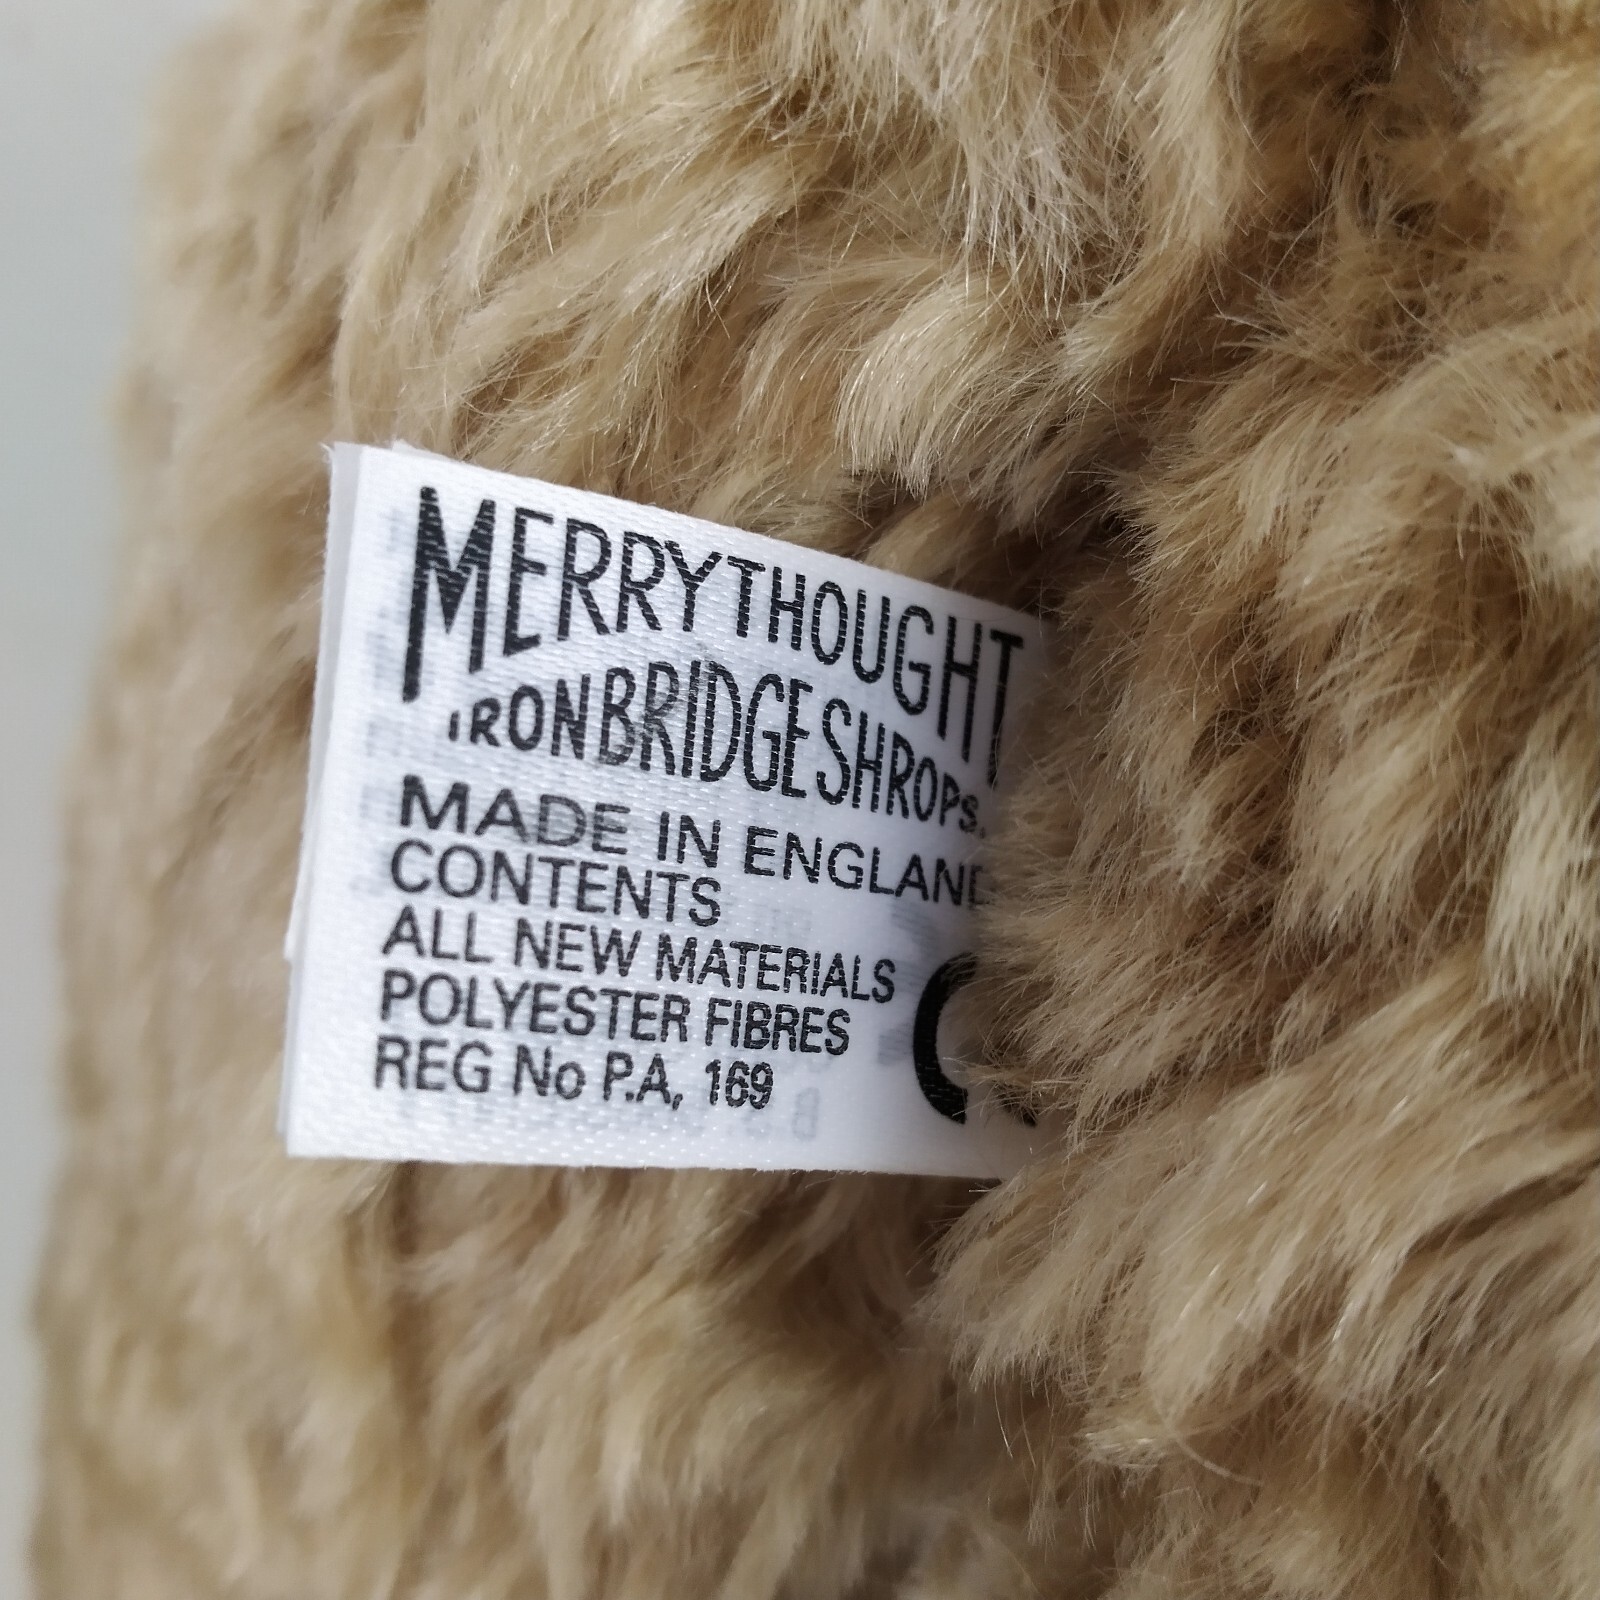 MERRYTHOUGHT
IRONBRIDGE SHROPS.
MADE IN ENGLAND
CONTENTS
ALL NEW MATERIALS
POLYESTER FIBRES
REG No P.A, 169